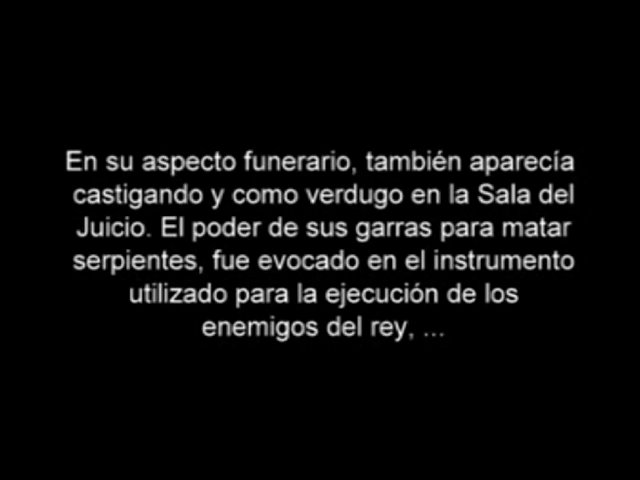 En su aspecto funerario, también aparecía
castigando y como verdugo en la Sala del
Juicio. El poder de sus garras para matar
serpientes, fue evocado en el instrumento
utilizado para la ejecución de los
enemigos del rey, ...